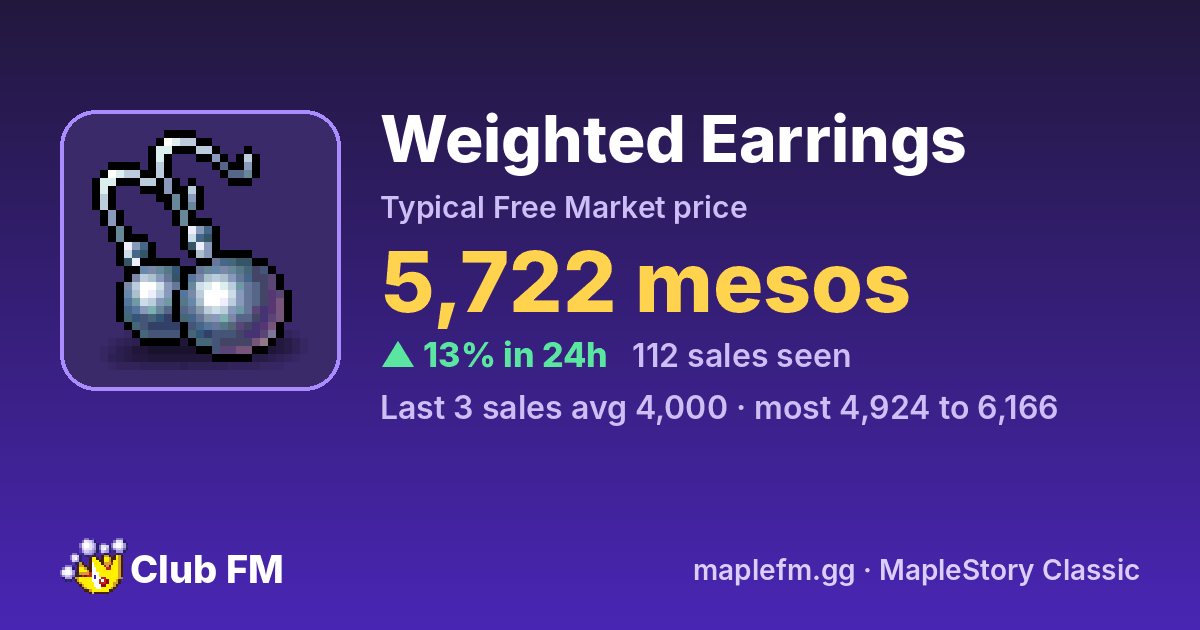 Weighted Earrings
Typical Free Market price
5,722 mesos
▲ 13% in 24h 112 sales seen
Last 3 sales avg 4,000 · most 4,924 to 6,166
Club FM
maplefm.gg · MapleStory Classic